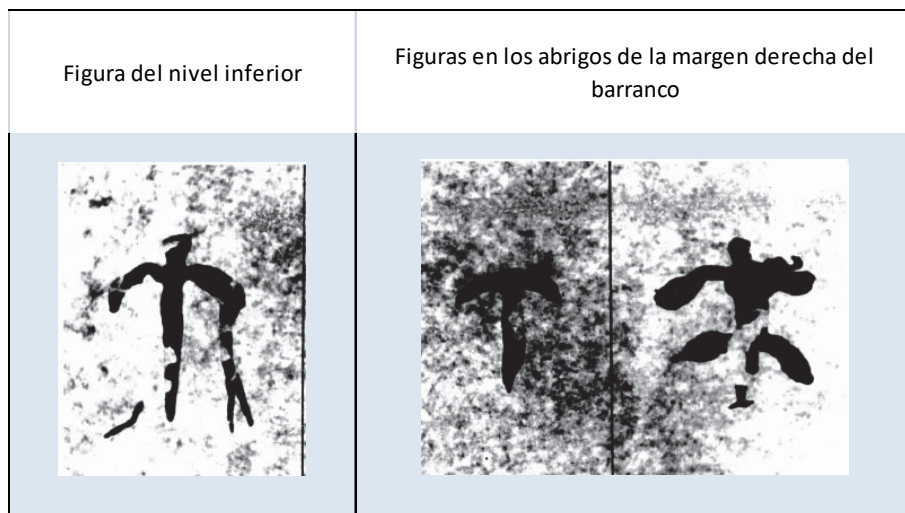 Figura del nivel inferior
Figuras en los abrigos de la margen derecha del
barranco